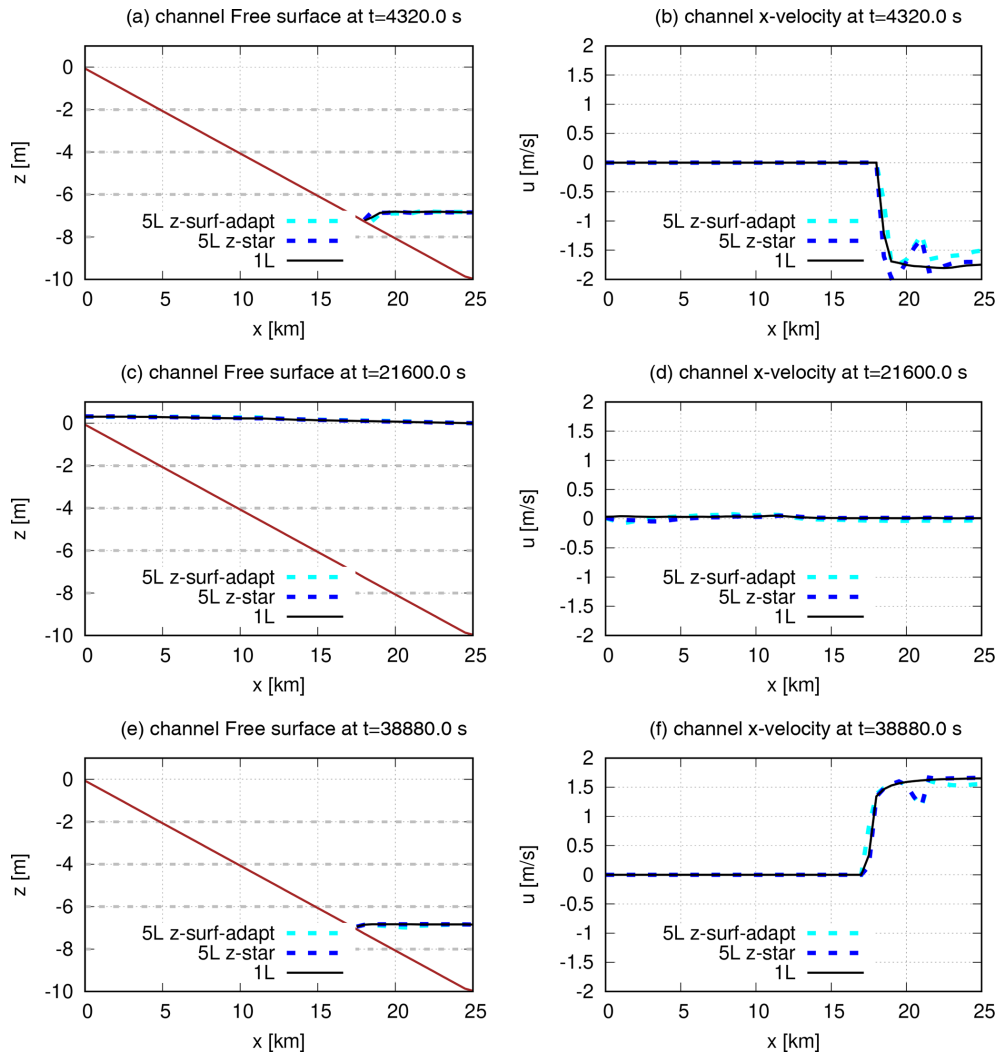 (a) channel Free surface at t=4320.0 s
z [m]
0
-2
-4
-6
-8
-10
5L z-surf-adapt
5L z-star
1L
0 5 10 15 20 25
x [km]
(b) channel x-velocity at t=4320.0 s
u [m/s]
2
1.5
1
0.5
0
-0.5
-1
-1.5
-2
5L z-surf-adapt
5L z-star
1L
0 5 10 15 20 25
x [km]
(c) channel Free surface at t=21600.0 s
z [m]
0
-2
-4
-6
-8
-10
5L z-surf-adapt
5L z-star
1L
0 5 10 15 20 25
x [km]
(d) channel x-velocity at t=21600.0 s
u [m/s]
2
1.5
1
0.5
0
-0.5
-1
-1.5
-2
5L z-surf-adapt
5L z-star
1L
0 5 10 15 20 25
x [km]
(e) channel Free surface at t=38880.0 s
z [m]
0
-2
-4
-6
-8
-10
5L z-surf-adapt
5L z-star
1L
0 5 10 15 20 25
x [km]
(f) channel x-velocity at t=38880.0 s
u [m/s]
2
1.5
1
0.5
0
-0.5
-1
-1.5
-2
5L z-surf-adapt
5L z-star
1L
0 5 10 15 20 25
x [km]